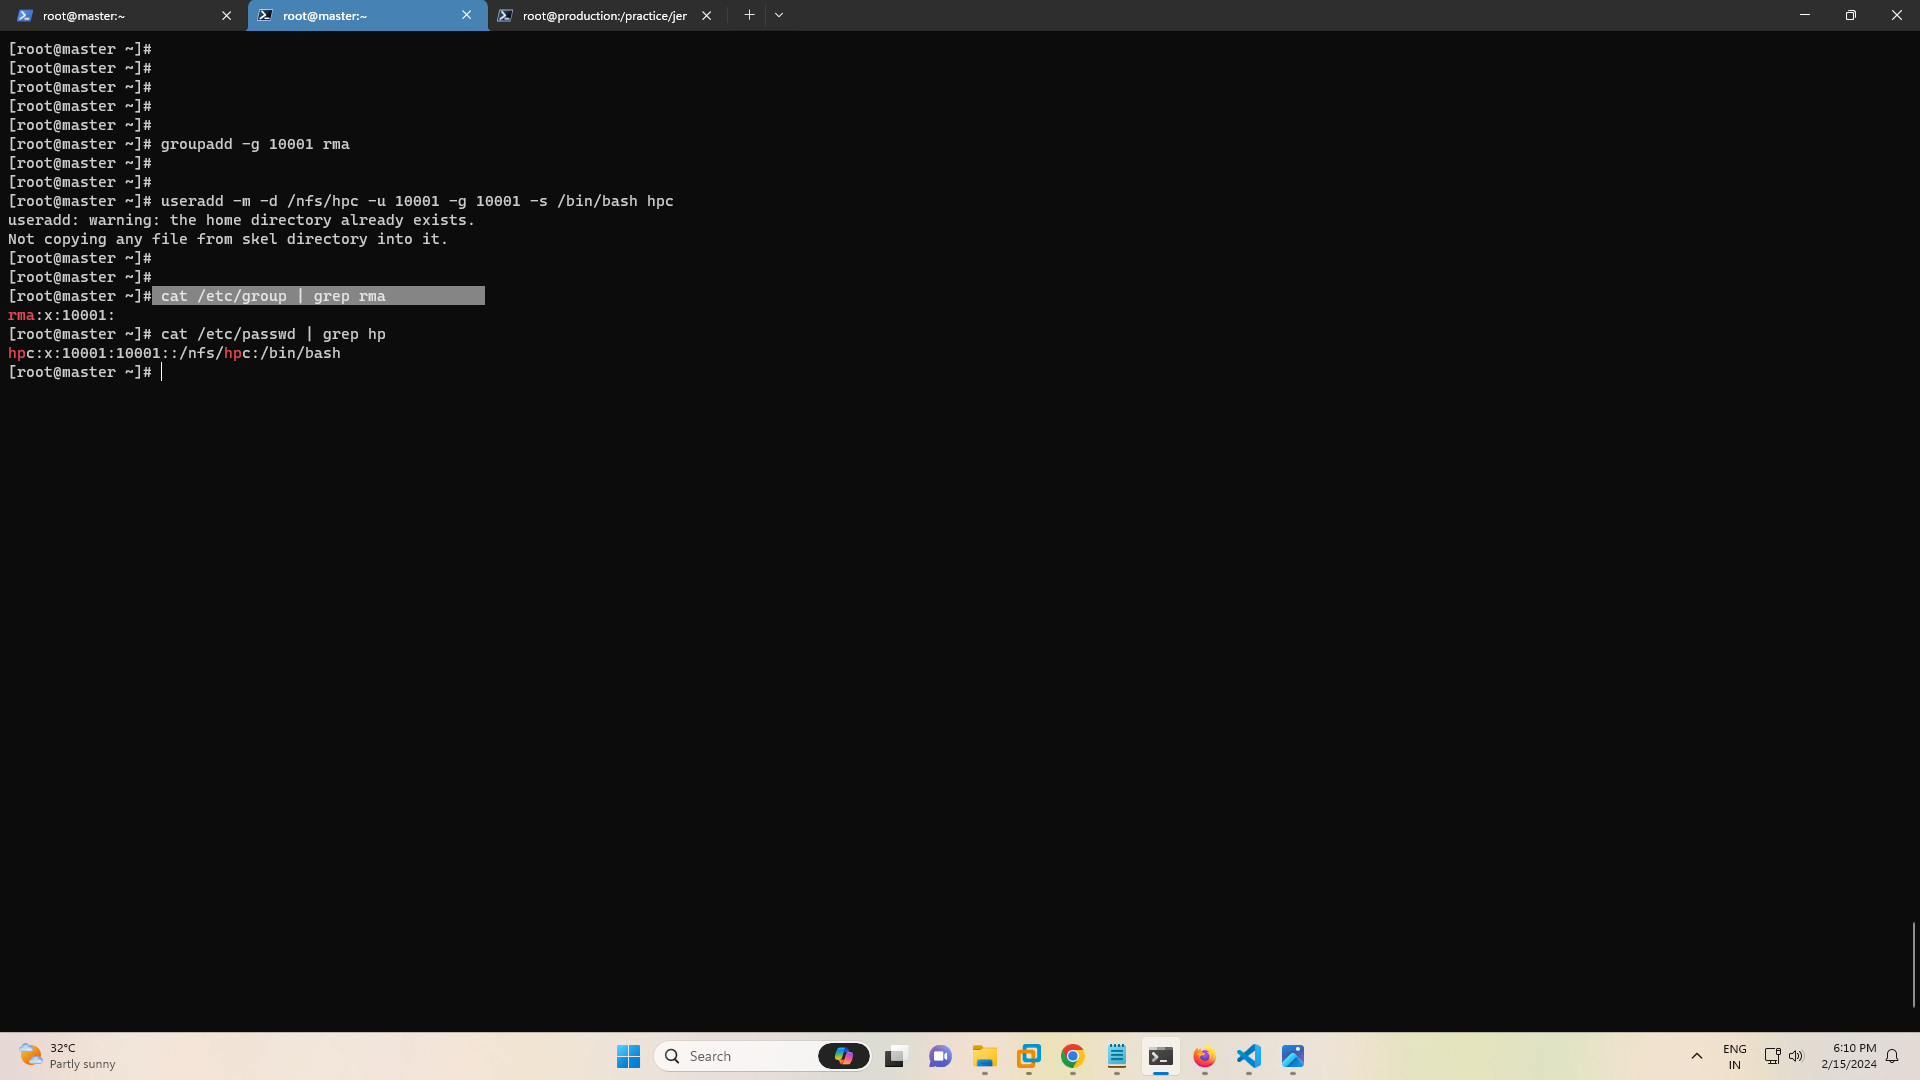 root@master:~
root@master:~
root@production:/practice/jer
[root@master ~]#
[root@master ~]#
[root@master ~]#
[root@master ~]#
[root@master ~]#
[root@master ~]# groupadd -g 10001 rma
[root@master ~]#
[root@master ~]#
[root@master ~]# useradd -m -d /nfs/hpc -u 10001 -g 10001 -s /bin/bash hpc
useradd: warning: the home directory already exists.
Not copying any file from skel directory into it.
[root@master ~]#
[root@master ~]#
[root@master ~]# cat /etc/group | grep rma
rma:x:10001:
[root@master ~]# cat /etc/passwd | grep hp
hpc:x:10001:10001::/nfs/hpc:/bin/bash
[root@master ~]#
32°C
Partly sunny
Search
ENG
IN
6:10 PM
2/15/2024